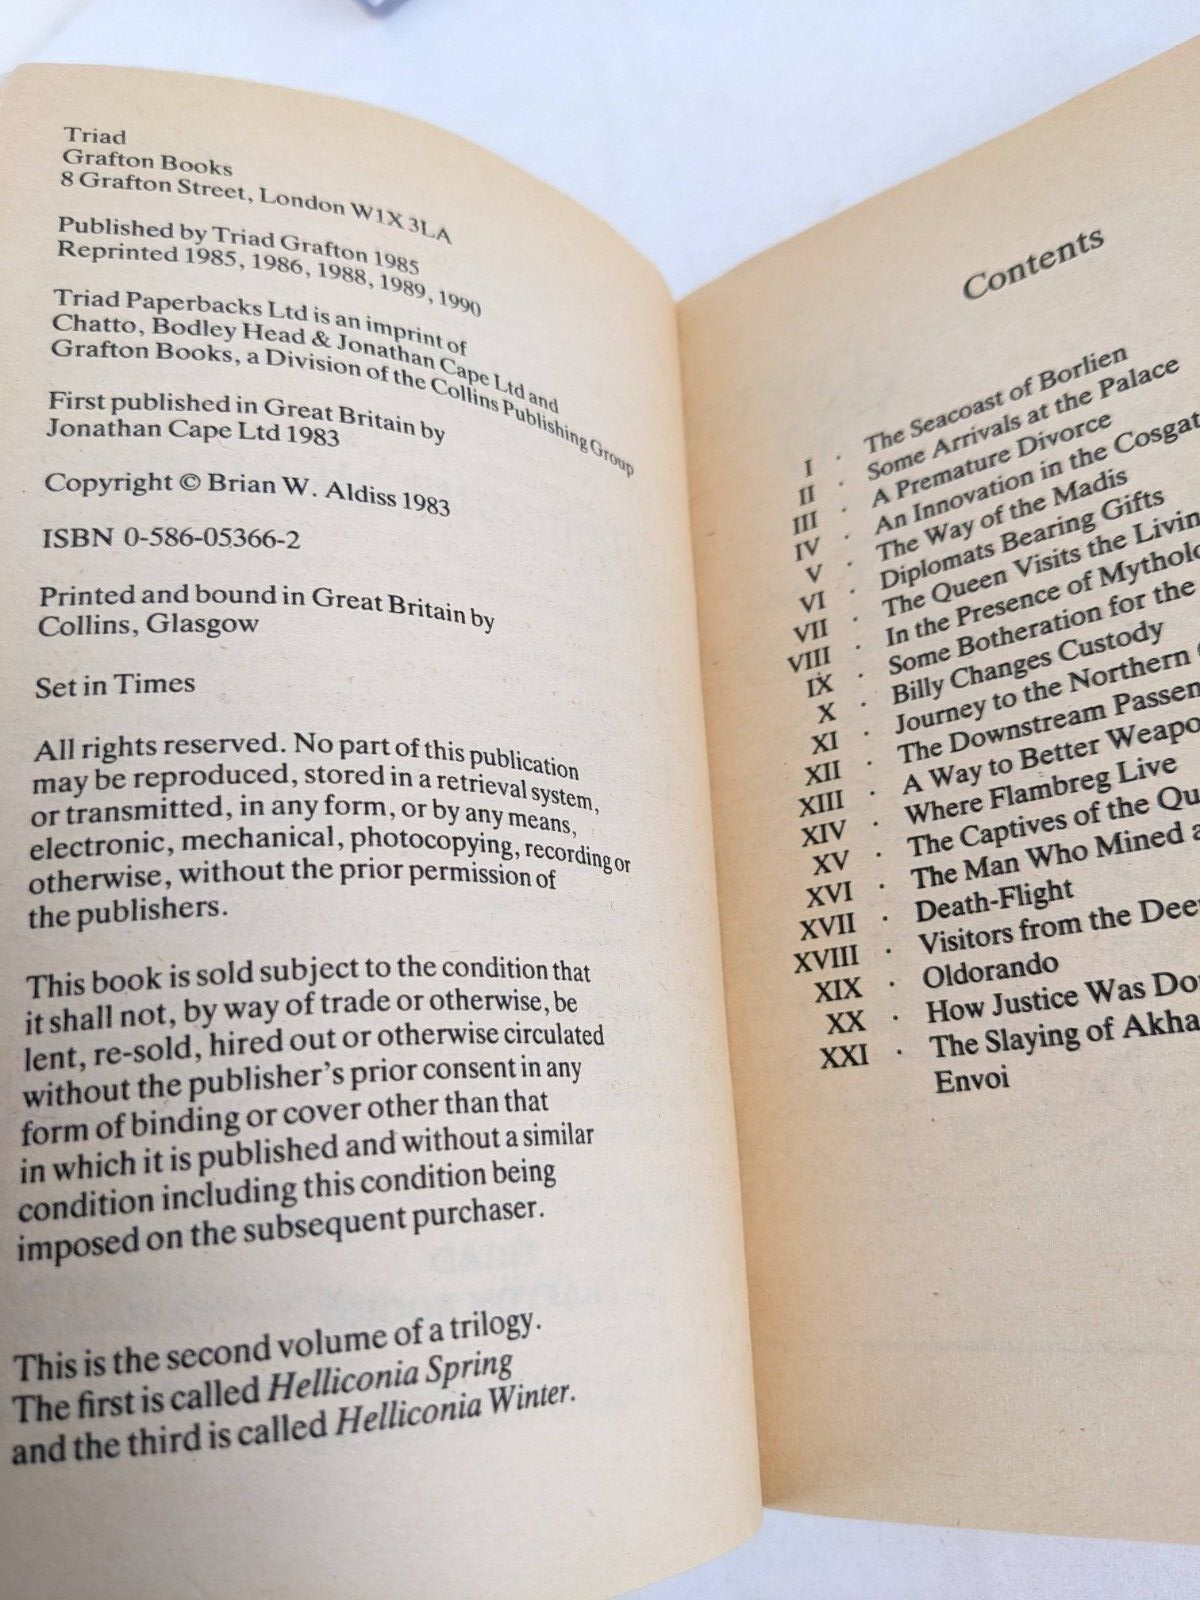 Triad
Grafton Books
8 Grafton Street, London W1X 3LA
Published by Triad Grafton 1985
Reprinted 1985, 1986, 1988, 1989, 1990
Triad Paperbacks Ltd is an imprint of
Chatto, Bodley Head & Jonathan Cape Ltd and
Grafton Books, a Division of the Collins Publishing Group
First published in Great Britain by
Jonathan Cape Ltd 1983
Copyright © Brian W. Aldiss 1983
ISBN 0-586-05366-2
Printed and bound in Great Britain by
Collins, Glasgow
Set in Times
All rights reserved. No part of this publication
may be reproduced, stored in a retrieval system,
or transmitted, in any form, or by any means,
electronic, mechanical, photocopying, recording or
otherwise, without the prior permission of
the publishers.
This book is sold subject to the condition that
it shall not, by way of trade or otherwise, be
lent, re-sold, hired out or otherwise circulated
without the publisher's prior consent in any
form of binding or cover other than that
in which it is published and without a similar
condition including this condition being
imposed on the subsequent purchaser.
This is the second volume of a trilogy.
The first is called Helliconia Spring
and the third is called Helliconia Winter.
Contents
I · The Seacoast of Borlien
II · Some Arrivals at the Palace
III · A Premature Divorce
IV · An Innovation in the Cosgat
V · The Way of the Madis
VI · Diplomats Bearing Gifts
VII · The Queen Visits the Livin
VIII · In the Presence of Mytholo
IX · Some Botheration for the
X · Billy Changes Custody
XI · Journey to the Northern
XII · The Downstream Passen
XIII · A Way to Better Weapo
XIV · Where Flambreg Live
XV · The Captives of the Qu
XVI · The Man Who Mined a
XVII · Death-Flight
XVIII · Visitors from the Dee
XIX · Oldorando
XX · How Justice Was Do
XXI · The Slaying of Akha
Envoi